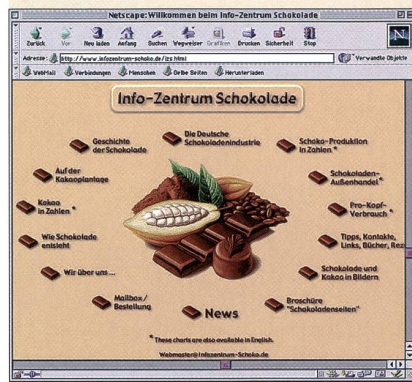 Netscape: Willkommen beim Info-Zentrum Schokolade
Zurück Vor Neu laden Anfang Suchen Wegweiser Grafiken Drucken Sicherheit Stop
N
Adresse: http://www.infozentrum-schoko.de/izs.html Verwandte Objekte
WebMail Verbindungen Menschen Gelbe Seiten Herunterladen
Info-Zentrum Schokolade
Die Deutsche
Schokoladenindustrie
Geschichte
der Schokolade
Schoko-Produktion
in Zahlen *
Auf der
Kakaoplantage
Schokoladen-
Außenhandel *
Kakao
in Zahlen *
Pro-Kopf-
Verbrauch *
Wie Schokolade
entsteht
Tipps, Kontakte,
Links, Bücher, Rez
Wir über uns ...
Schokolade und
Kakao in Bildern
Mailbox /
Bestellung
News
Broschüre
"Schokoladenseiten"
* These charts are also available in English.
Webmaster@Infozentrum-Schoko.de